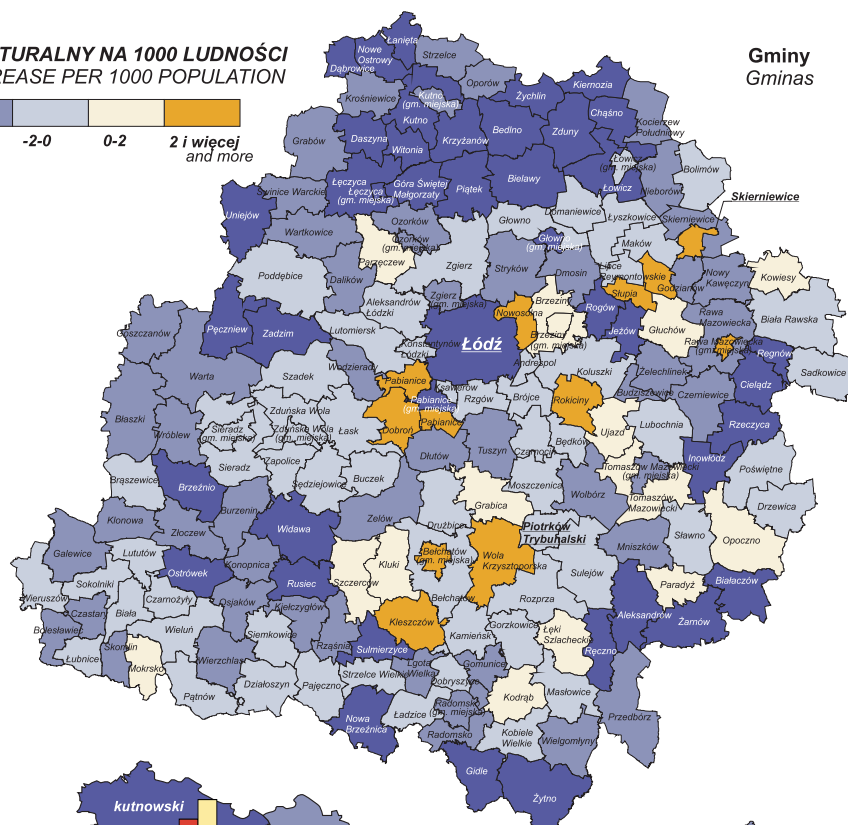 TURALNY NA 1000 LUDNOŚCI
REASE PER 1000 POPULATION
-2-0
0-2
2 i więcej
and more
Gminy
Gminas
Łanięta
Nowe
Ostrowy
Dąbrowice
Strzelce
Oporów
Krośniewice
Kutno
(gm. miejska)
Żychlin
Kiernozia
Kutno
Chąśno
Kocierzew
Południowy
Grabów
Daszyna
Witonia
Krzyżanów
Bedlno
Zduny
Łowicz
(gm. miejska)
Bolimów
Świnice Warckie
Łęczyca
Łęczyca
(gm. miejska)
Góra Świętej
Małgorzaty
Piątek
Bielawy
Łowicz
Nieborów
Skierniewice
Uniejów
Wartkowice
Ozorków
Ozorków
(gm. miejska)
Głowno
Domaniewice
Łyszkowice
Skierniewice
Głowno
(gm. miejska)
Maków
Parzęczew
Zgierz
Stryków
Dmosin
Lipce
Reymontowskie
Godzianów
Nowy
Kawęczyn
Kowiesy
Poddębice
Dalików
Słupia
Aleksandrów
Łódzki
Zgierz
(gm. miejska)
Nowosolna
Brzeziny
Brzeziny
(gm. miejska)
Rogów
Jeżów
Głuchów
Rawa
Mazowiecka
Rawa Mazowiecka
(gm. miejska)
Biała Rawska
Regnów
Sadkowice
Goszczanów
Pęczniew
Zadzim
Lutomiersk
Konstantynów
Łódzki
Łódź
Andrespol
Koluszki
Żelechlinek
Cielądz
Warta
Szadek
Wodzierady
Pabianice
Ksawerów
Pabianice
(gm. miejska)
Rzgów
Brójce
Rokiciny
Budziszewice
Czerniewice
Rzeczyca
Błaszki
Wróblew
Sieradz
(gm. miejska)
Zduńska Wola
Zduńska Wola
(gm. miejska)
Łask
Dobroń
Pabianice
Ujazd
Lubochnia
Sieradz
Zapolice
Dłutów
Tuszyn
Czarnocin
Będków
Inowłódz
Poświętne
Brąszewice
Brzeźnio
Sędziejowice
Buczek
Moszczenica
Wolbórz
Tomaszów Mazowiecki
(gm. miejska)
Tomaszów
Mazowiecki
Drzewica
Klonowa
Burzenin
Widawa
Zelów
Grabica
Drużbice
Piotrków
Trybunalski
Sławno
Opoczno
Złoczew
Galewice
Lututów
Konopnica
Bełchatów
(gm. miejska)
Wola
Krzysztoporska
Mniszków
Sokolniki
Ostrówek
Rusiec
Szczerców
Kluki
Sulejów
Paradyż
Białaczów
Wieruszów
Czastary
Czarnożyły
Osjaków
Kiełczygłów
Bełchatów
Rozprza
Aleksandrów
Żarnów
Biała
Bolesławiec
Wieluń
Siemkowice
Kleszczów
Kamieńsk
Gorzkowice
Łęki
Szlacheckie
Ręczno
Skomlin
Łubnice
Mokrsko
Wierzchlas
Rząśnia
Sulmierzyce
Strzelce Wielkie
Lgota
Wielka
Gomunice
Dobryszyce
Pątnów
Działoszyn
Pajęczno
Ładzice
Radomsko
(gm. miejska)
Kodrąb
Masłowice
Przedbórz
Nowa
Brzeźnica
Radomsko
Kobiele
Wielkie
Wielgomłyny
Gidle
Żytno
kutnowski